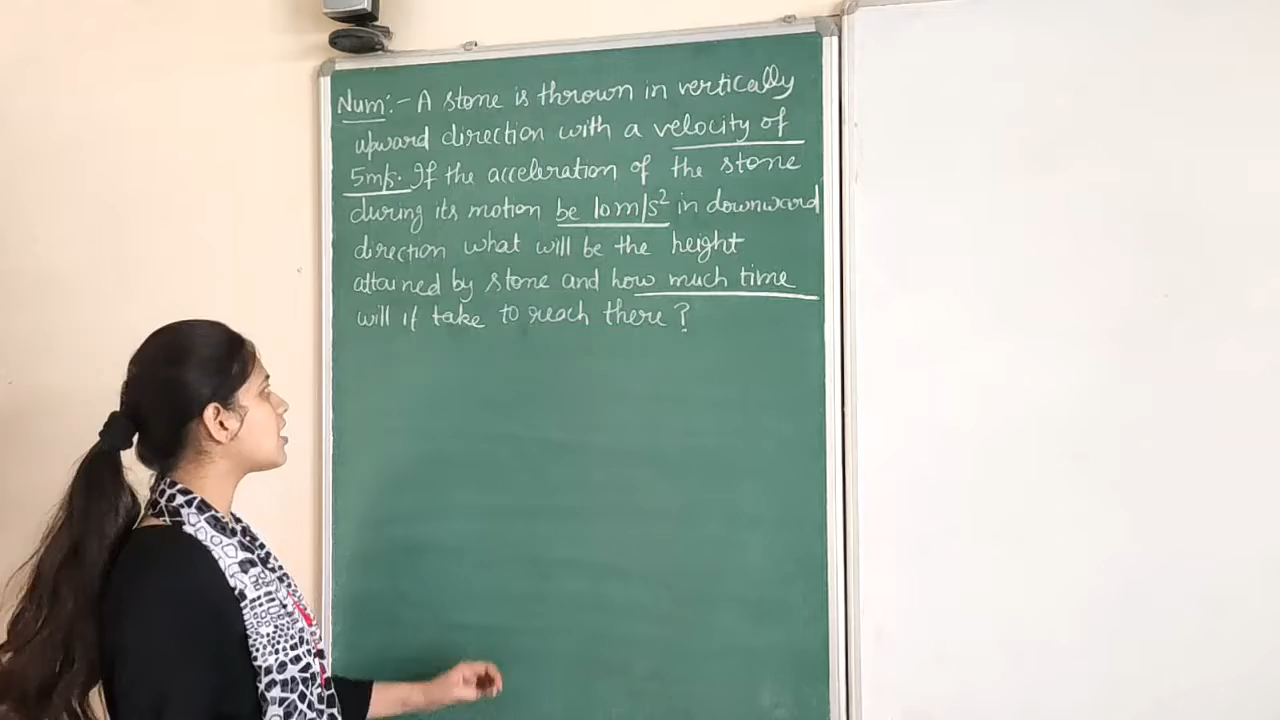 Num:- A stone is thrown in vertically
upward direction with a velocity of
5m/s. If the acceleration of the stone
during its motion be 10m/s² in downward
direction what will be the height
attained by stone and how much time
will it take to reach there?